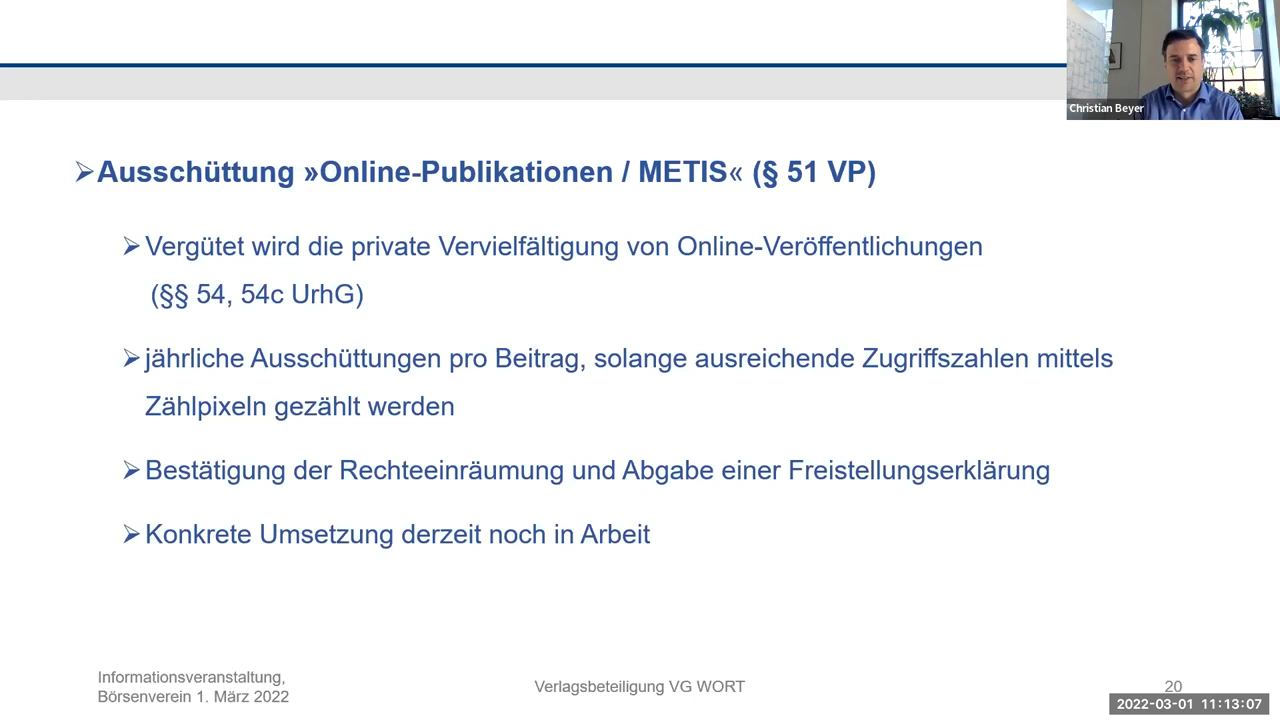 Christian Beyer
➢Ausschüttung »Online-Publikationen / METIS« (§ 51 VP)
➢Vergütet wird die private Vervielfältigung von Online-Veröffentlichungen
(§§ 54, 54c UrhG)
➢jährliche Ausschüttungen pro Beitrag, solange ausreichende Zugriffszahlen mittels
Zählpixeln gezählt werden
➢Bestätigung der Rechteeinräumung und Abgabe einer Freistellungserklärung
➢Konkrete Umsetzung derzeit noch in Arbeit
Informationsveranstaltung,
Börsenverein 1. März 2022
Verlagsbeteiligung VG WORT
20
2022-03-01 11:13:07